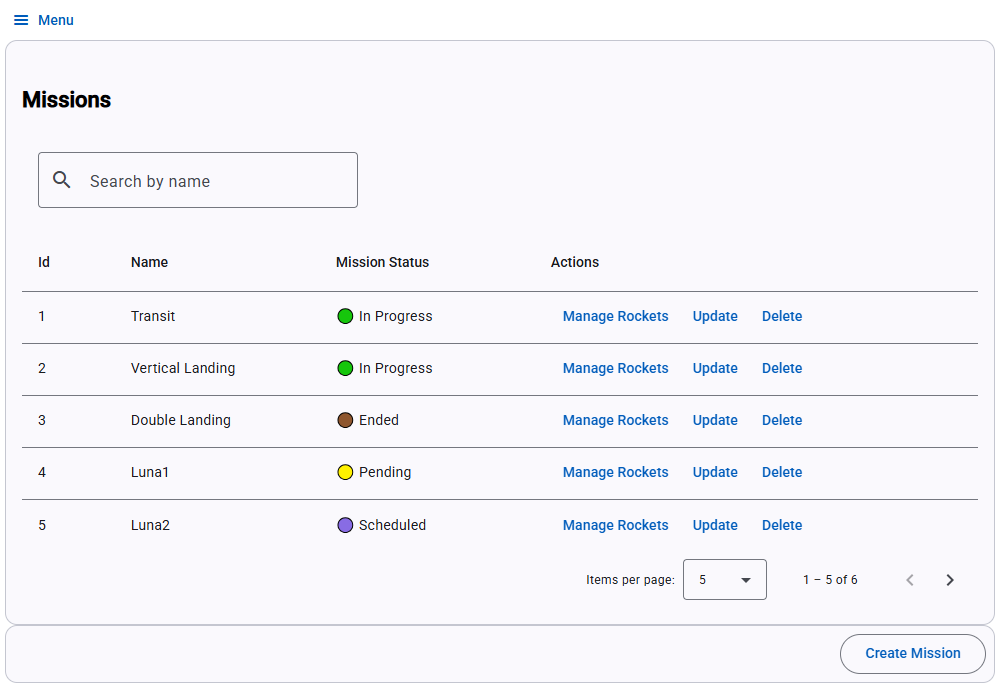 Menu
Missions
Search by name
Id Name Mission Status Actions
1 Transit In Progress Manage Rockets Update Delete
2 Vertical Landing In Progress Manage Rockets Update Delete
3 Double Landing Ended Manage Rockets Update Delete
4 Luna1 Pending Manage Rockets Update Delete
5 Luna2 Scheduled Manage Rockets Update Delete
Items per page: 5 1 – 5 of 6
Create Mission